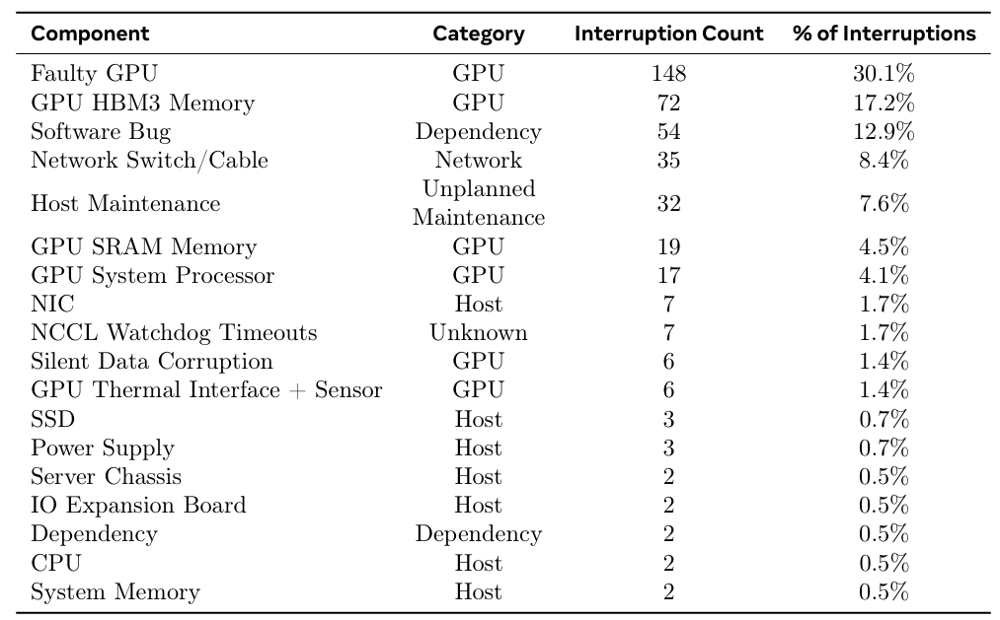 Component Category Interruption Count % of Interruptions
Faulty GPU GPU 148 30.1%
GPU HBM3 Memory GPU 72 17.2%
Software Bug Dependency 54 12.9%
Network Switch/Cable Network 35 8.4%
Host Maintenance Unplanned Maintenance 32 7.6%
GPU SRAM Memory GPU 19 4.5%
GPU System Processor GPU 17 4.1%
NIC Host 7 1.7%
NCCL Watchdog Timeouts Unknown 7 1.7%
Silent Data Corruption GPU 6 1.4%
GPU Thermal Interface + Sensor GPU 6 1.4%
SSD Host 3 0.7%
Power Supply Host 3 0.7%
Server Chassis Host 2 0.5%
IO Expansion Board Host 2 0.5%
Dependency Dependency 2 0.5%
CPU Host 2 0.5%
System Memory Host 2 0.5%